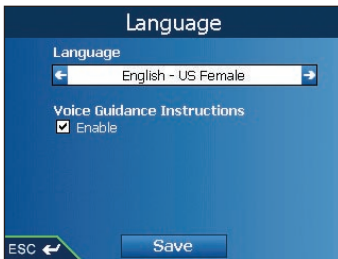 Language
Language
English - US Female
Voice Guidance Instructions
Enable
ESC
Save